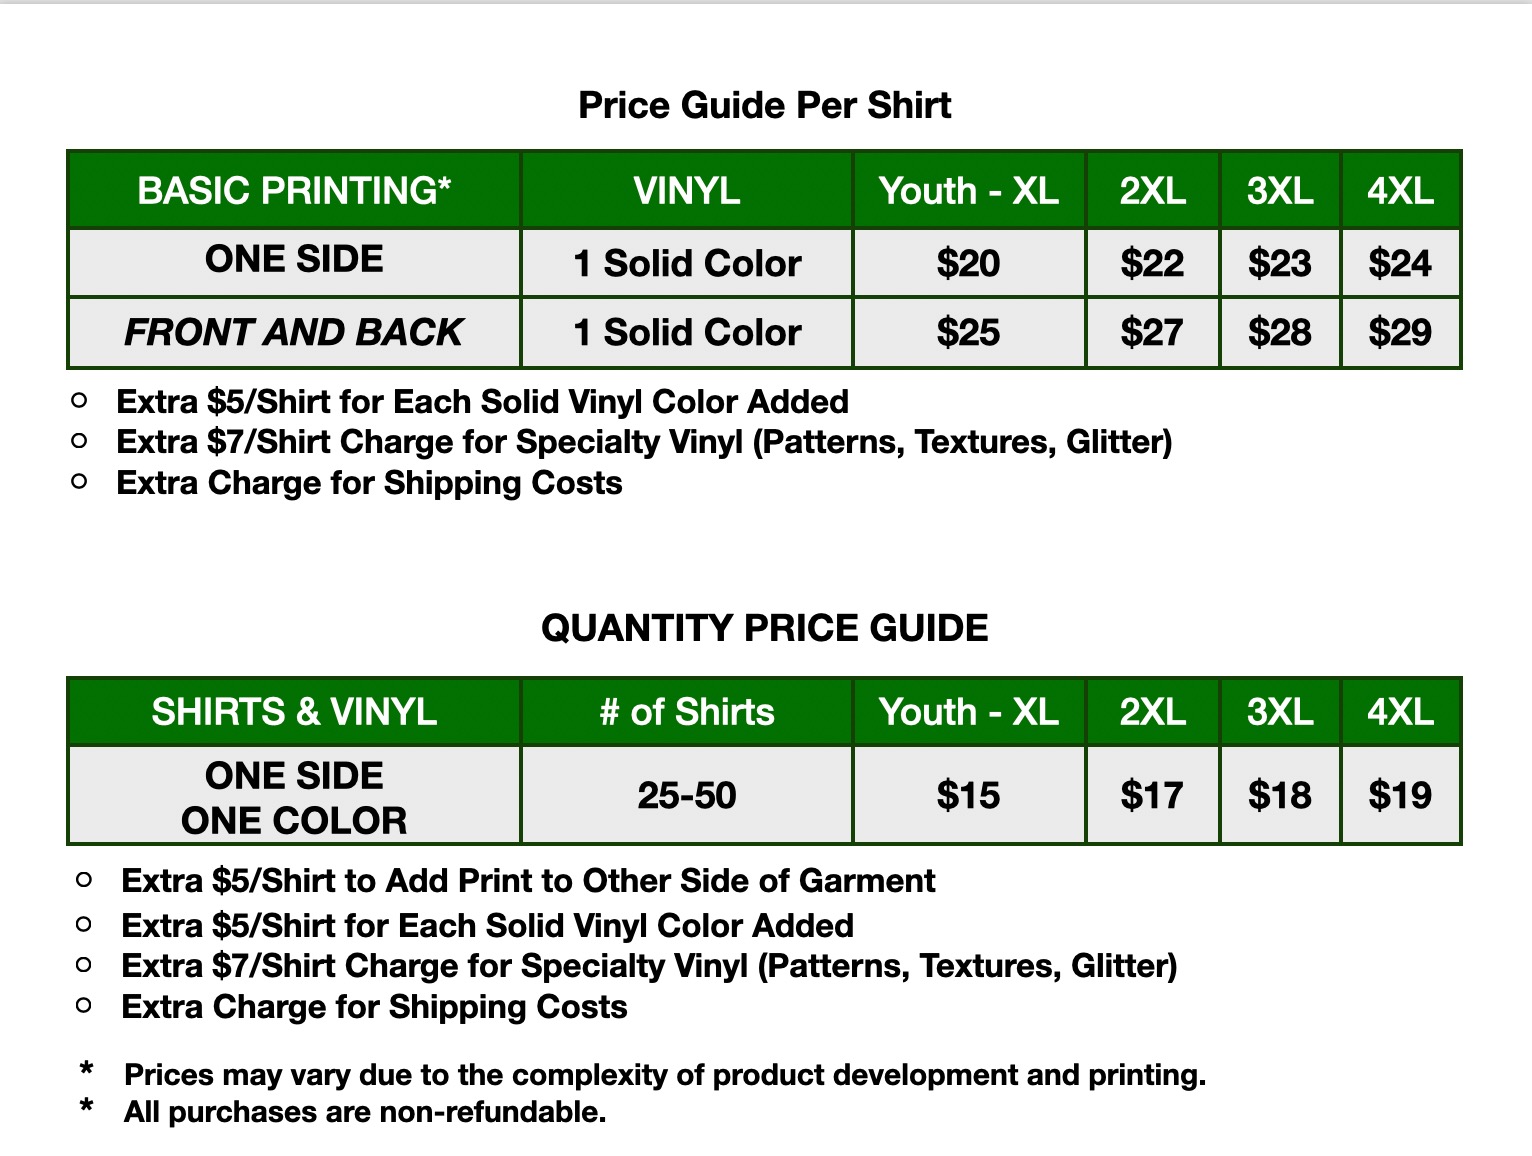 Price Guide Per Shirt
BASIC PRINTING* VINYL Youth - XL 2XL 3XL 4XL
ONE SIDE 1 Solid Color $20 $22 $23 $24
FRONT AND BACK 1 Solid Color $25 $27 $28 $29
○ Extra $5/Shirt for Each Solid Vinyl Color Added
○ Extra $7/Shirt Charge for Specialty Vinyl (Patterns, Textures, Glitter)
○ Extra Charge for Shipping Costs
QUANTITY PRICE GUIDE
SHIRTS & VINYL # of Shirts Youth - XL 2XL 3XL 4XL
ONE SIDE
ONE COLOR 25-50 $15 $17 $18 $19
○ Extra $5/Shirt to Add Print to Other Side of Garment
○ Extra $5/Shirt for Each Solid Vinyl Color Added
○ Extra $7/Shirt Charge for Specialty Vinyl (Patterns, Textures, Glitter)
○ Extra Charge for Shipping Costs
* Prices may vary due to the complexity of product development and printing.
* All purchases are non-refundable.